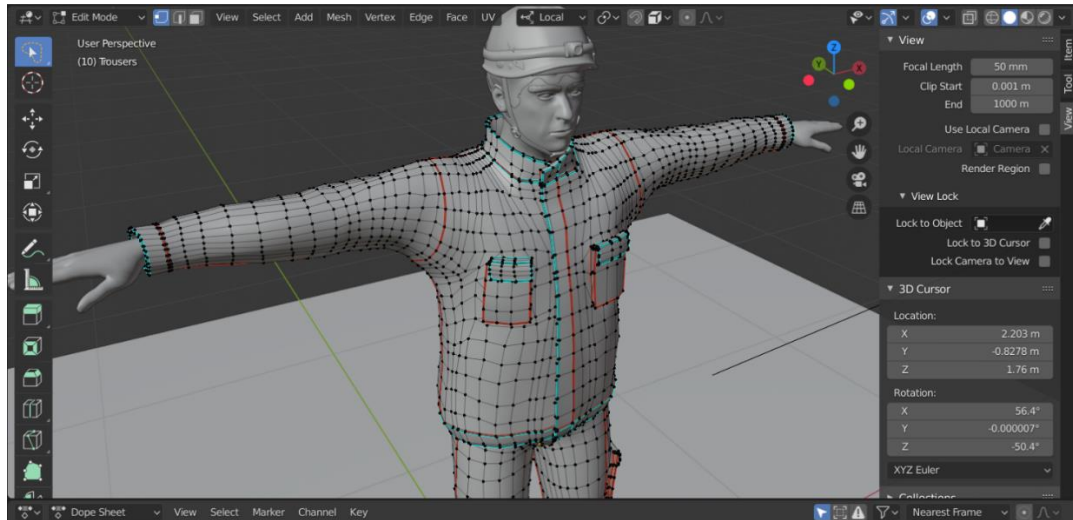 Edit Mode View Select Add Mesh Vertex Edge Face UV Local
User Perspective
(10) Trousers
Z
Y
X
View
Focal Length 50 mm
Clip Start 0.001 m
End 1000 m
Use Local Camera
Local Camera Camera
Render Region
View Lock
Lock to Object
Lock to 3D Cursor
Lock Camera to View
3D Cursor
Location:
X 2.203 m
Y -0.8278 m
Z 1.76 m
Rotation:
X 56.4°
Y -0.000007°
Z -50.4°
XYZ Euler
Collections
Item
Tool
View
Dope Sheet View Select Marker Channel Key Nearest Frame